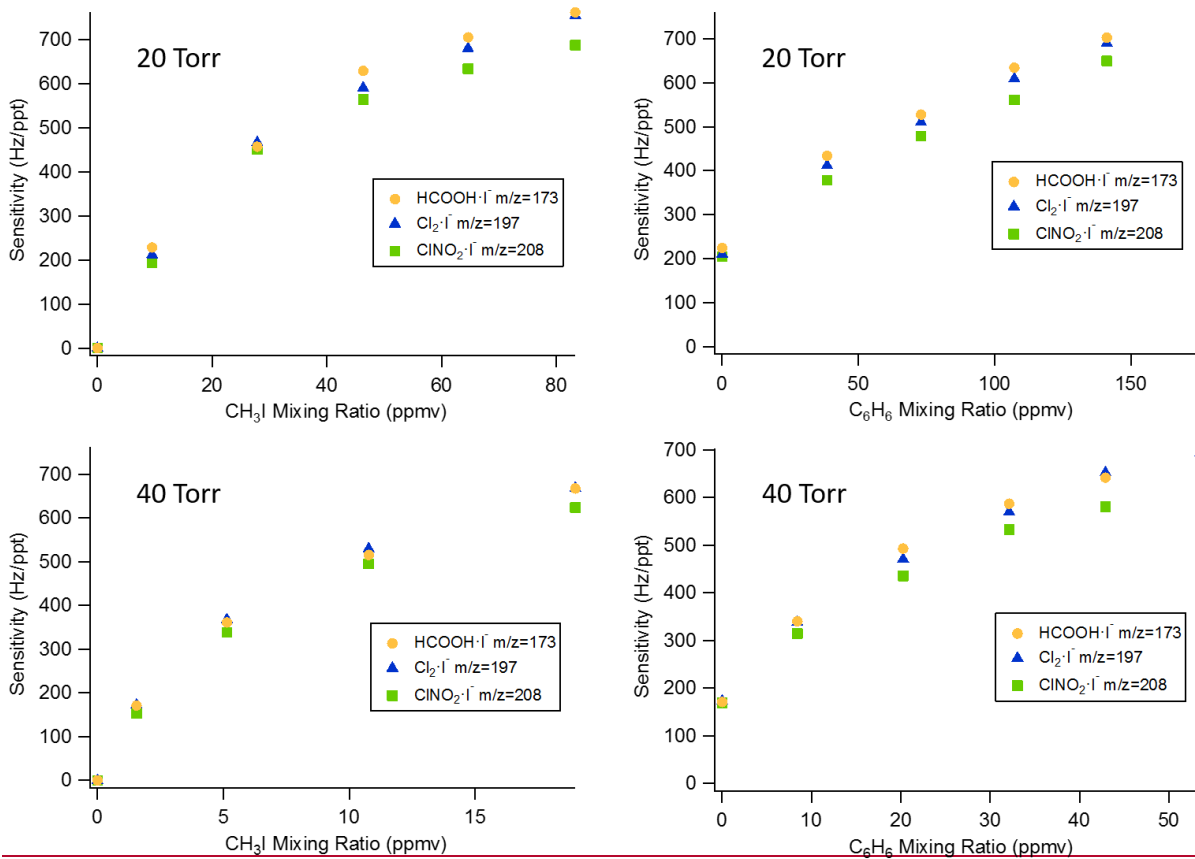 20 Torr
Sensitivity (Hz/ppt)
700
600
500
400
300
200
100
0
HCOOH·I⁻ m/z=173
Cl₂·I⁻ m/z=197
ClNO₂·I⁻ m/z=208
0 20 40 60 80
CH₃I Mixing Ratio (ppmv)
20 Torr
Sensitivity (Hz/ppt)
700
600
500
400
300
200
100
0
HCOOH·I⁻ m/z=173
Cl₂·I⁻ m/z=197
ClNO₂·I⁻ m/z=208
0 50 100 150
C₆H₆ Mixing Ratio (ppmv)
40 Torr
Sensitivity (Hz/ppt)
700
600
500
400
300
200
100
0
HCOOH·I⁻ m/z=173
Cl₂·I⁻ m/z=197
ClNO₂·I⁻ m/z=208
0 5 10 15
CH₃I Mixing Ratio (ppmv)
40 Torr
Sensitivity (Hz/ppt)
700
600
500
400
300
200
100
0
HCOOH·I⁻ m/z=173
Cl₂·I⁻ m/z=197
ClNO₂·I⁻ m/z=208
0 10 20 30 40 50
C₆H₆ Mixing Ratio (ppmv)